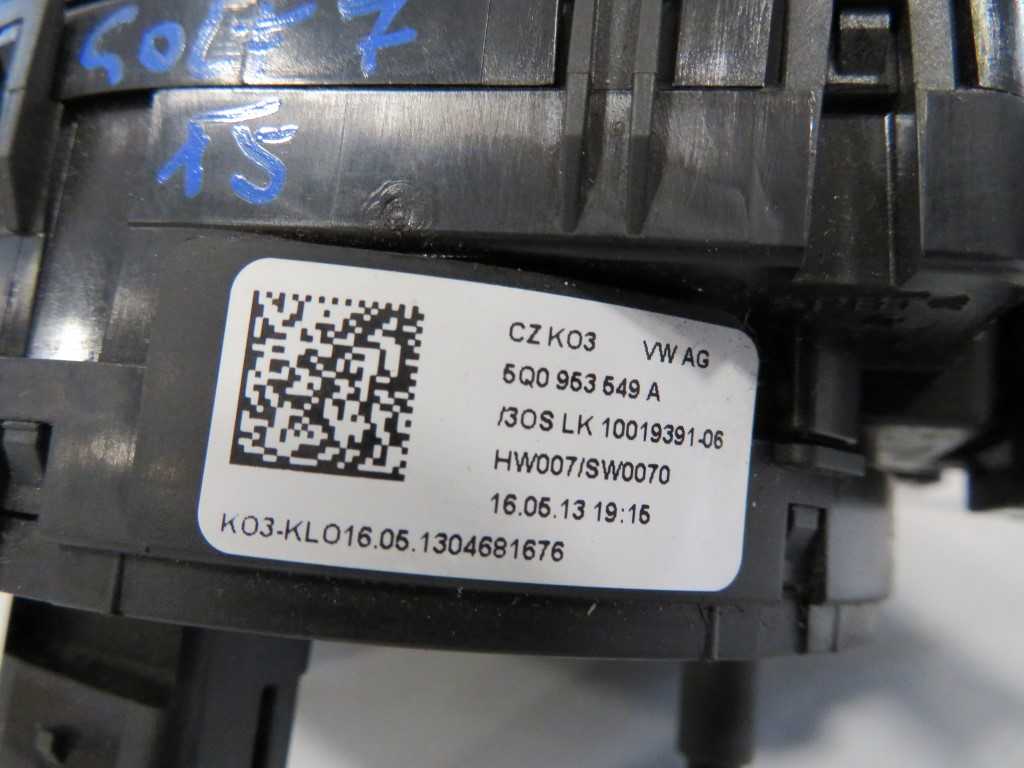 GOLF 7
15
CZ KO3 VW AG
5Q0 953 549 A
/3OS LK 10019391-06
HW007/SW0070
16.05.13 19:15
KO3-KLO16.05.1304681676